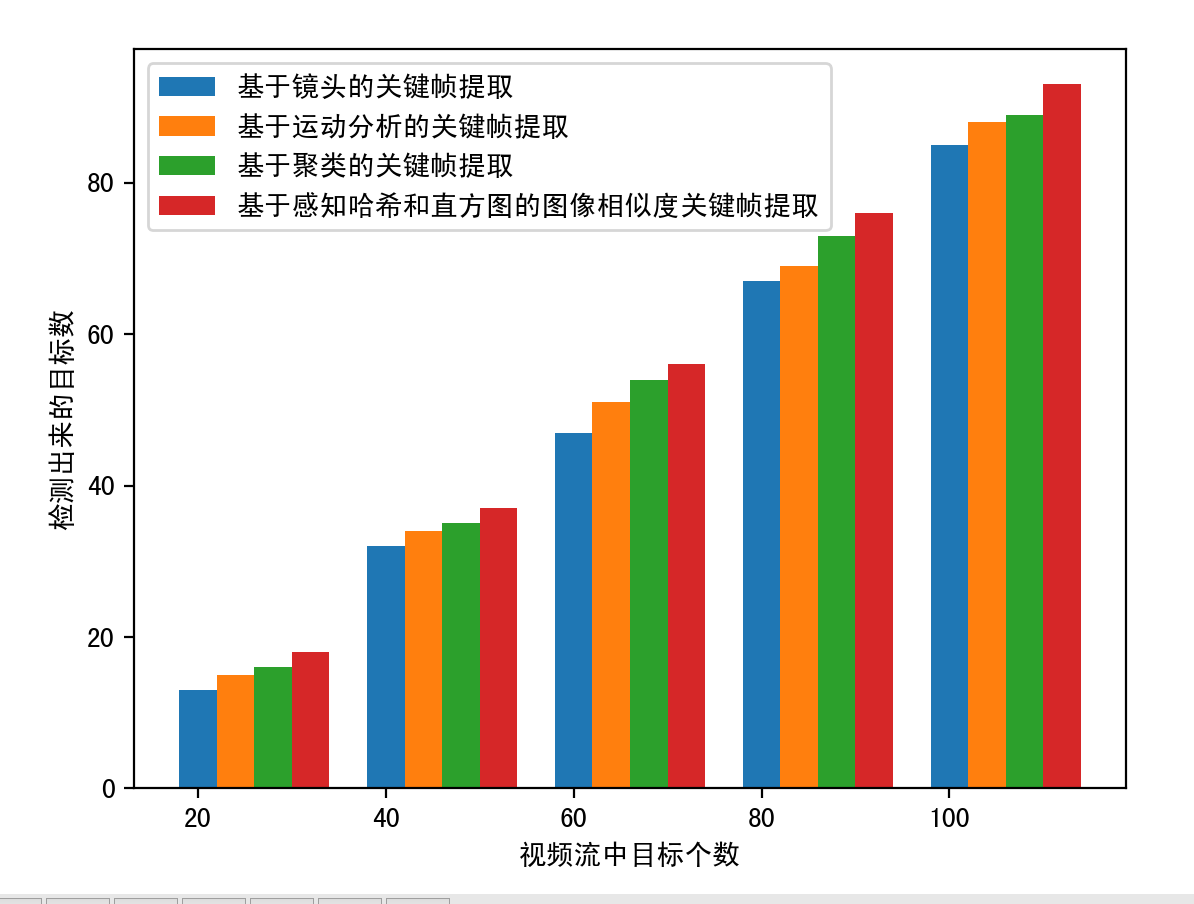 基于镜头的关键帧提取
基于运动分析的关键帧提取
基于聚类的关键帧提取
基于感知哈希和直方图的图像相似度关键帧提取
80
60
40
20
0
检测出来的目标数
20 40 60 80 100
视频流中目标个数